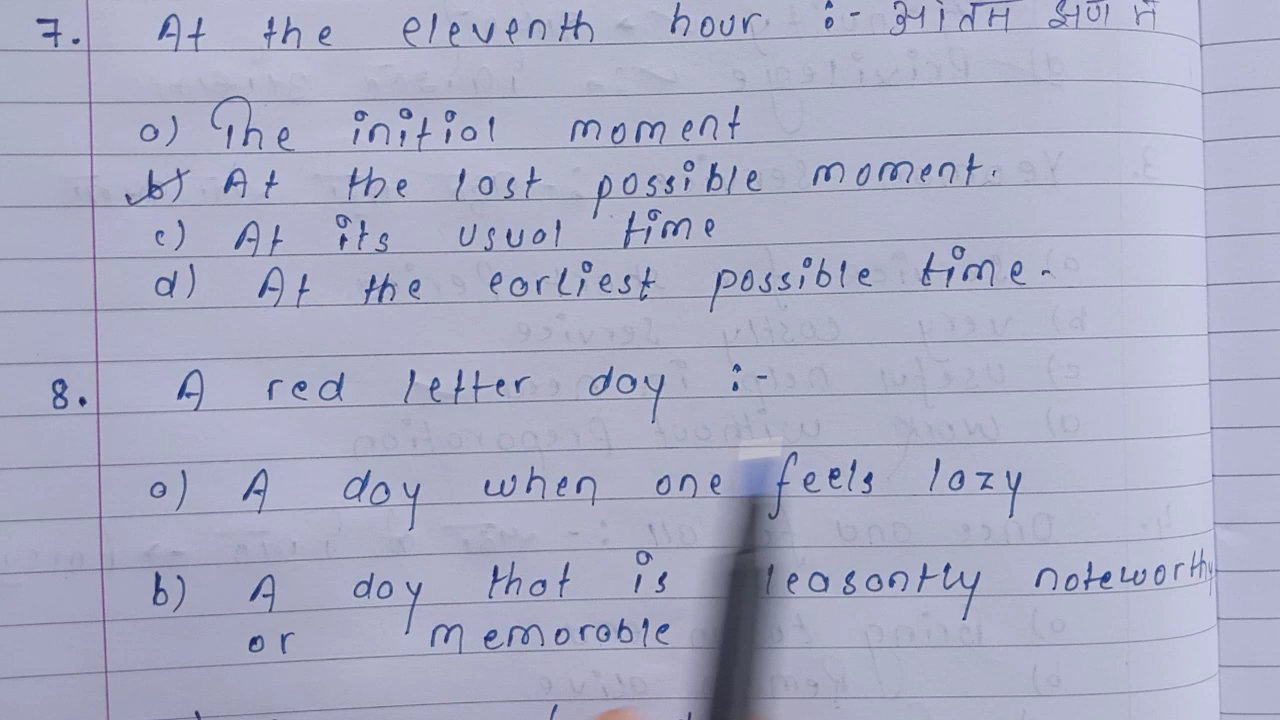 7. At the eleventh hour :- अंतिम क्षण में
a) The initial moment
b) At the last possible moment.
c) At its usual time
d) At the earliest possible time.
8. A red letter day :-
a) A day when one feels lazy
b) A day that is leasantly noteworthy
or memorable